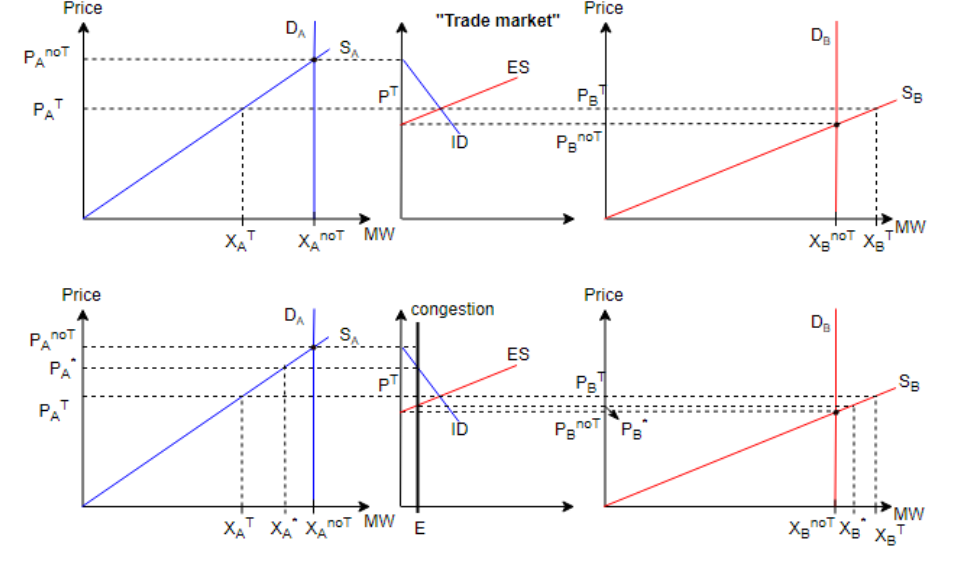 Price
"Trade market"
Price
D_A
S_A
P_A^noT
P_A^T
X_A^T
X_A^noT
MW
P^T
ES
ID
P_B^T
P_B^noT
D_B
S_B
X_B^noT
X_B^T
MW
Price
congestion
Price
D_A
S_A
P_A^noT
P_A^*
P_A^T
X_A^T
X_A^*
X_A^noT
MW
P^T
ES
ID
E
P_B^T
P_B^noT
P_B^*
D_B
S_B
X_B^noT
X_B^*
X_B^T
MW